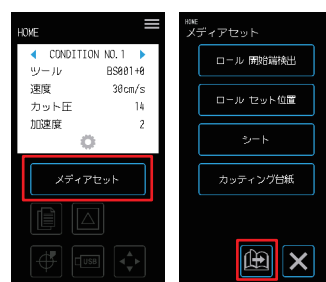 HOME
◀ CONDITION NO.1 ▶
ツール BS001+0
速度 30cm/s
カット圧 14
加速度 2
メディアセット
USB
HOME
メディアセット
ロール 開始端検出
ロール セット位置
シート
カッティング台紙